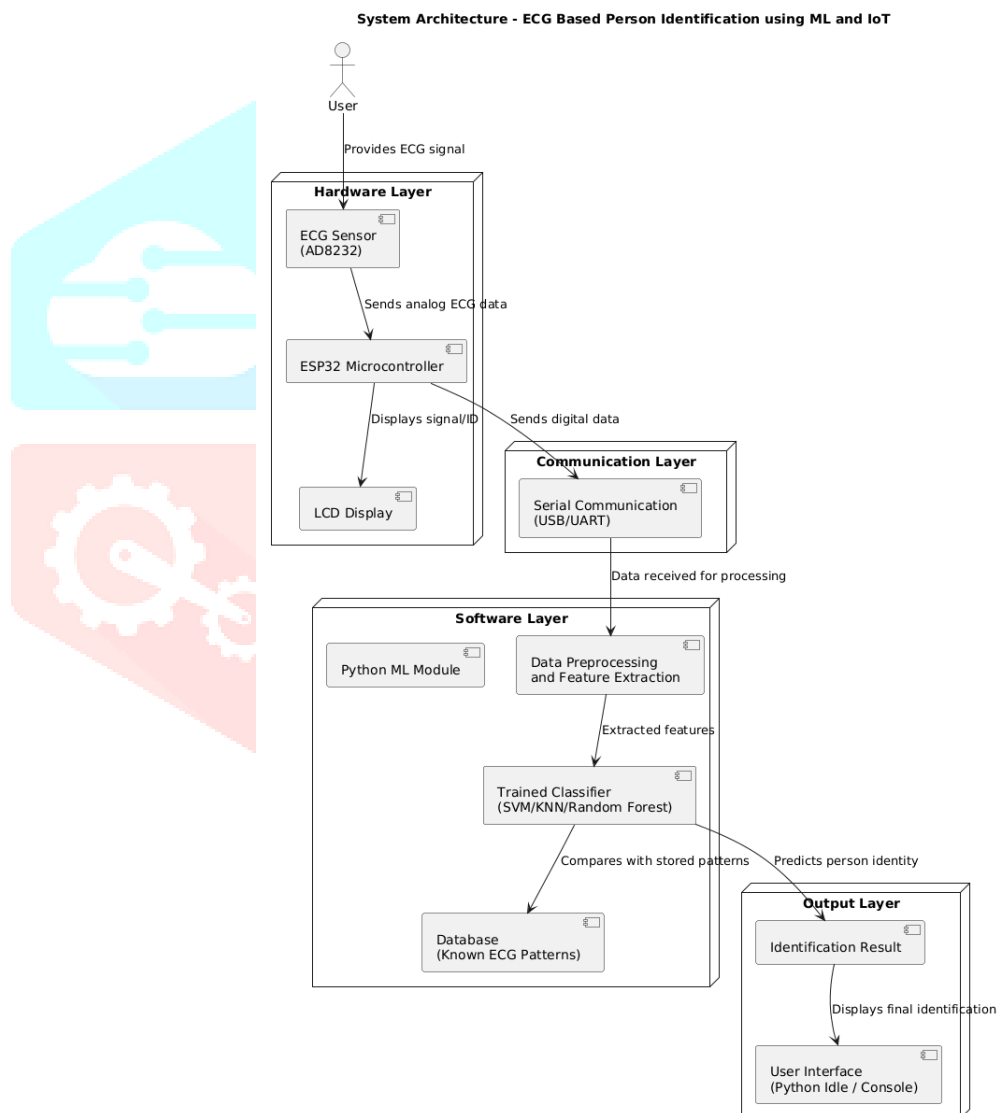 System Architecture - ECG Based Person Identification using ML and IoT
User
Provides ECG signal
Hardware Layer
ECG Sensor
(AD8232)
Sends analog ECG data
ESP32 Microcontroller
Displays signal/ID
Sends digital data
LCD Display
Communication Layer
Serial Communication
(USB/UART)
Data received for processing
Software Layer
Python ML Module
Data Preprocessing
and Feature Extraction
Extracted features
Trained Classifier
(SVM/KNN/Random Forest)
Compares with stored patterns
Predicts person identity
Database
(Known ECG Patterns)
Output Layer
Identification Result
Displays final identification
User Interface
(Python Idle / Console)